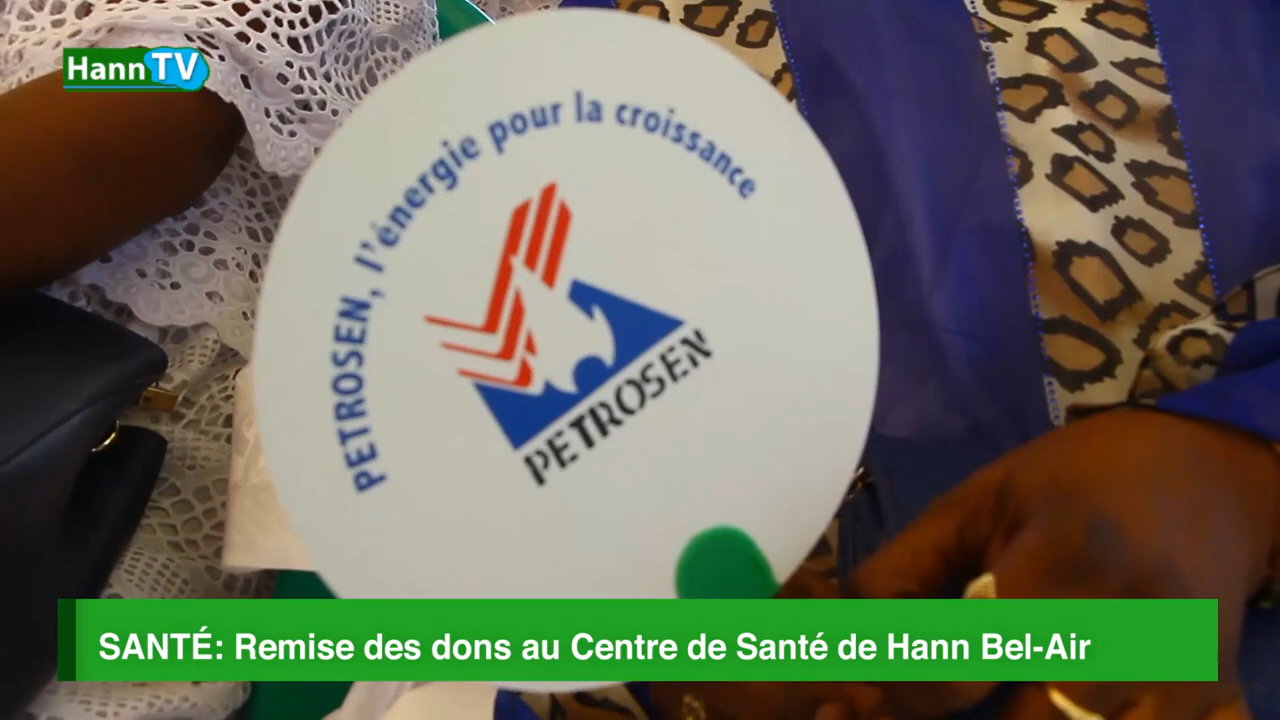 HannTV
PETROSEN, l'énergie pour la croissance
PETROSEN
SANTÉ: Remise des dons au Centre de Santé de Hann Bel-Air